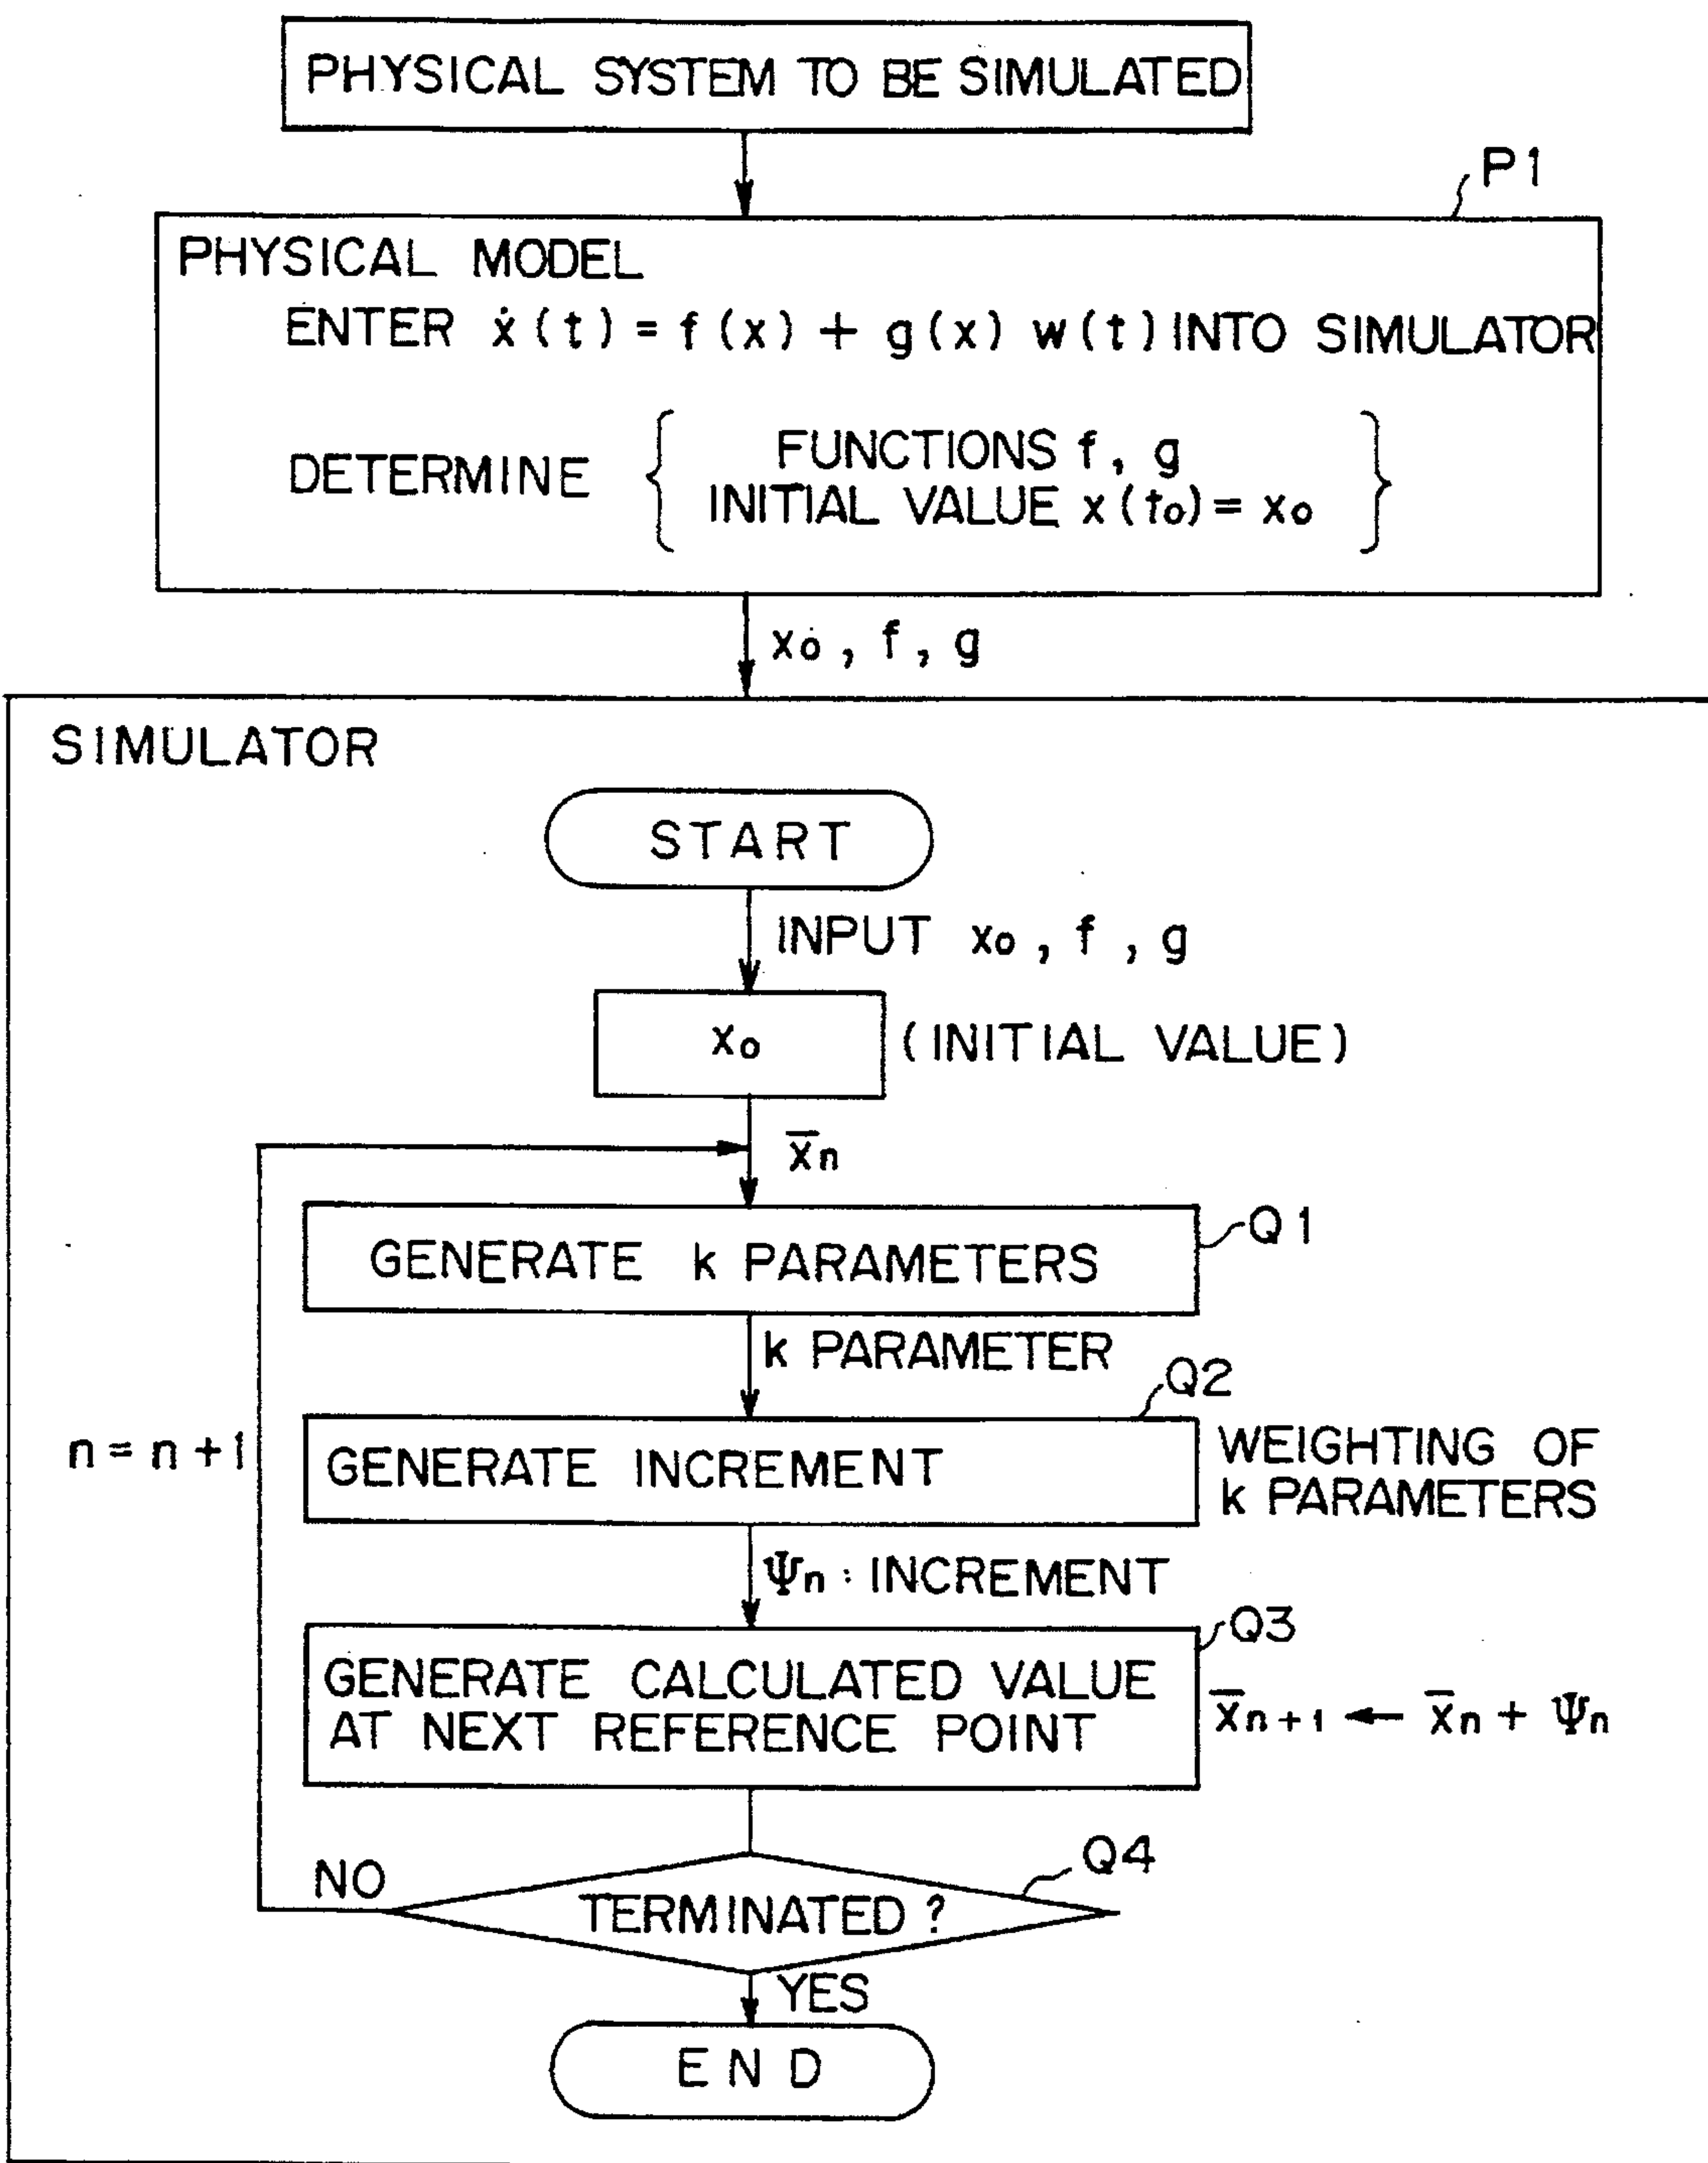 PHYSICAL SYSTEM TO BE SIMULATED
P1
PHYSICAL MODEL
ENTER ẋ(t) = f(x) + g(x) w(t) INTO SIMULATOR
DETERMINE { FUNCTIONS f, g
INITIAL VALUE x(t₀) = x₀ }
x₀, f, g
SIMULATOR
START
INPUT x₀, f, g
x₀ (INITIAL VALUE)
x̅n
Q1
GENERATE k PARAMETERS
k PARAMETER
Q2
GENERATE INCREMENT
WEIGHTING OF
k PARAMETERS
n = n + 1
Ψn : INCREMENT
Q3
GENERATE CALCULATED VALUE
AT NEXT REFERENCE POINT
x̅n+1 ← x̅n + Ψn
Q4
NO
TERMINATED ?
YES
END